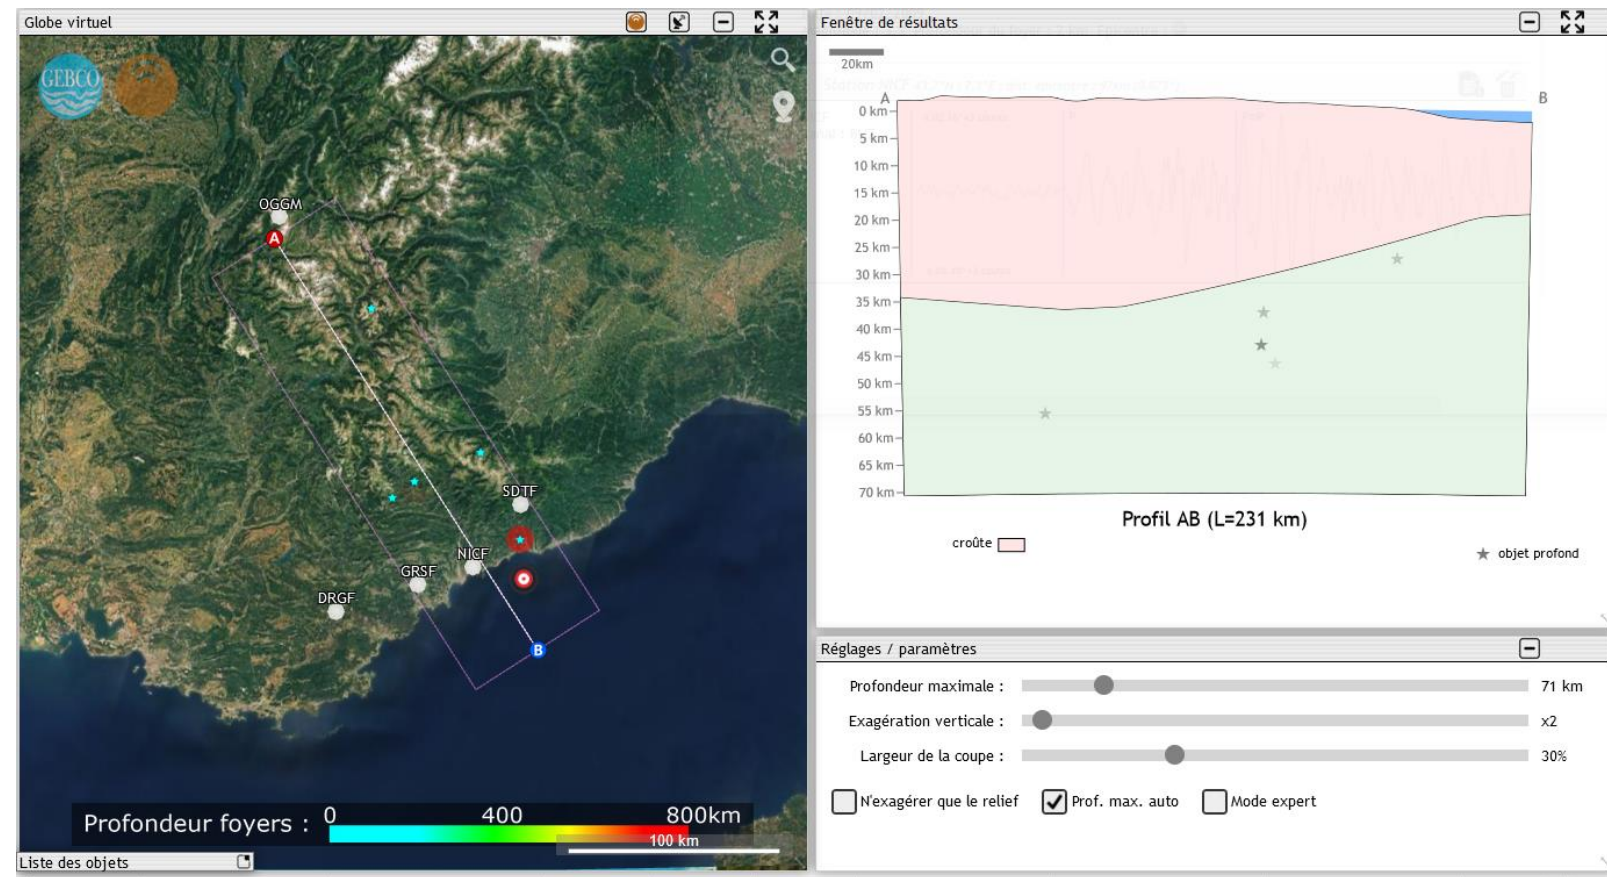 Globe virtuel
GEBCO
OGGM
A
SDTF
NICF
GRSF
DRGF
B
Profondeur foyers : 0 400 800km
100 km
Liste des objets
Fenêtre de résultats
20km
A
B
0 km
5 km
10 km
15 km
20 km
25 km
30 km
35 km
40 km
45 km
50 km
55 km
60 km
65 km
70 km
Profil AB (L=231 km)
croûte
objet profond
Réglages / paramètres
Profondeur maximale : 71 km
Exagération verticale : x2
Largeur de la coupe : 30%
N'exagérer que le relief Prof. max. auto Mode expert